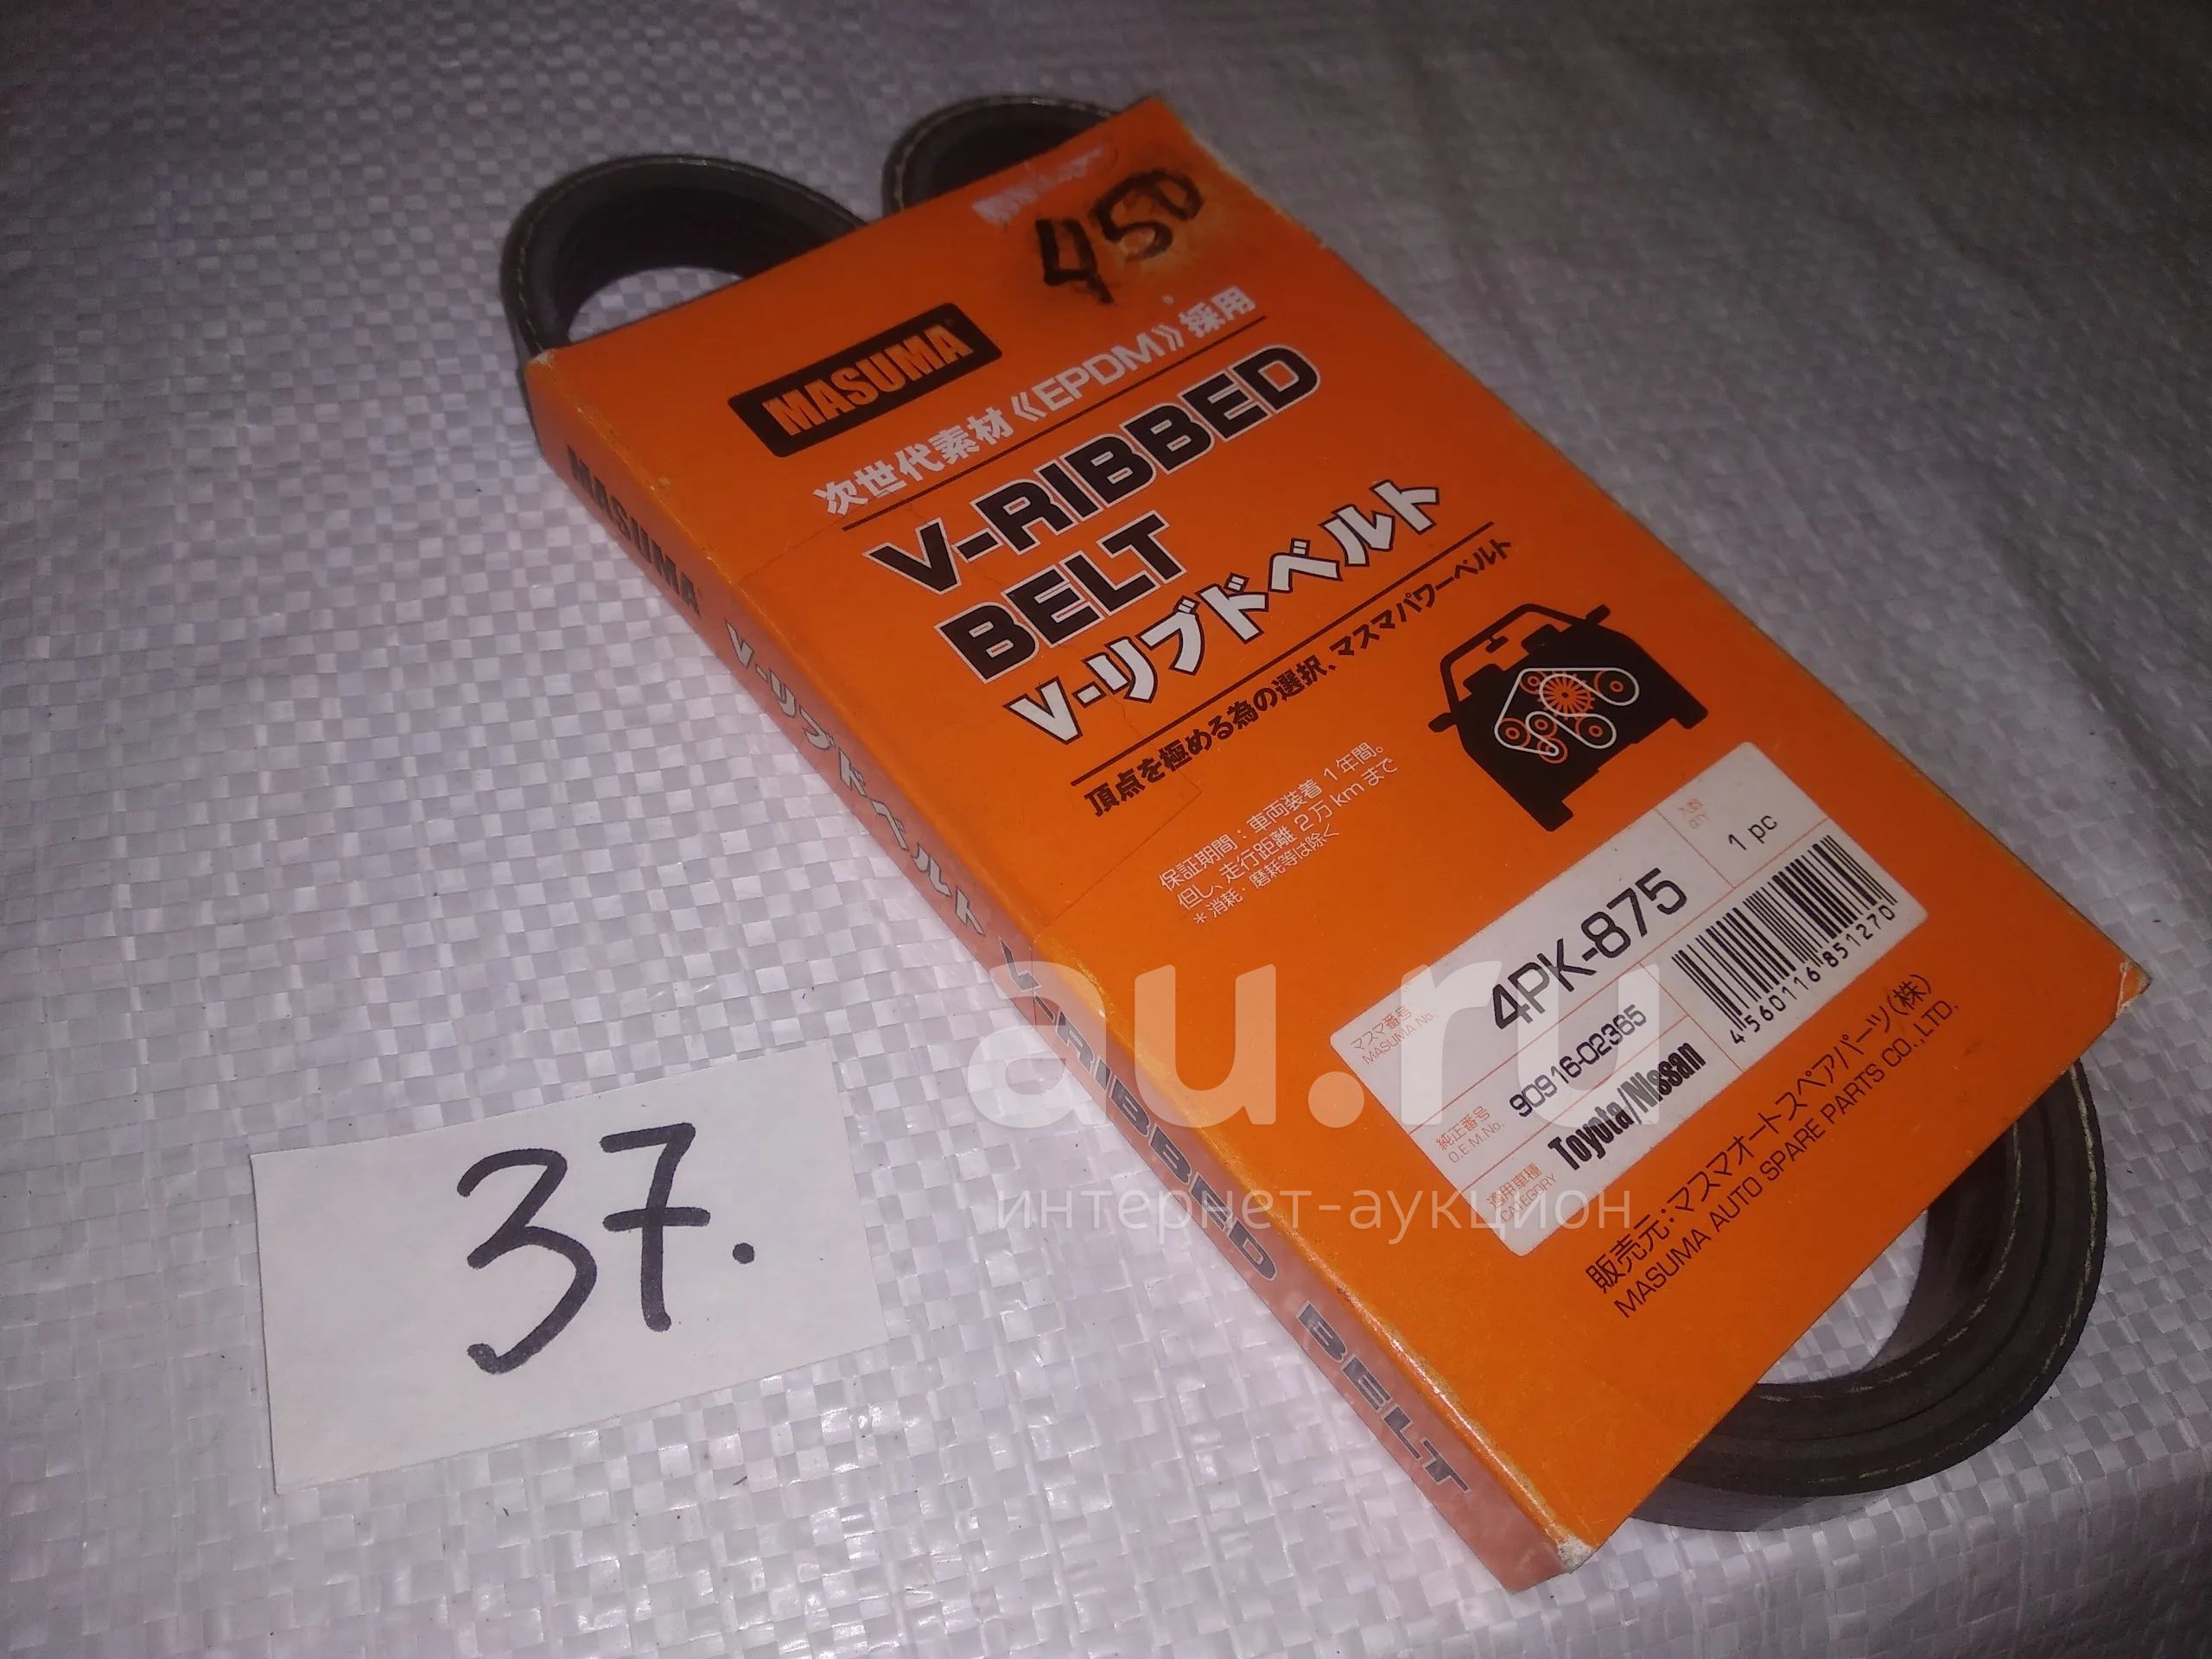 450
MASUMA
次世代素材《EPDM》採用
V-RIBBED
BELT
V-リブドベルト
頂点を極める為の選択、マスマパワーベルト
保証期間：車両装着1年間。
但し、走行距離2万kmまで
＊消耗・磨耗等は除く
マスマ番号
MASUMA No.
4PK-875
入数
QTY
1 pc
純正番号
O.E.M.No.
90916-02365
適用車種
CATEGORY
Toyota/Nissan
4560116851270
販売元：マスマオートスペアパーツ(株)
MASUMA AUTO SPARE PARTS CO.,LTD.
MASUMA V-リブドベルト V-RIBBED BELT
37.
au.ru
интернет-аукцион